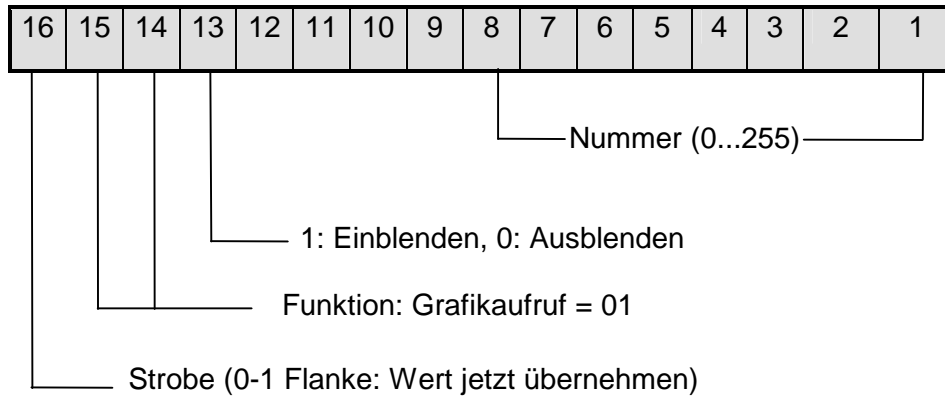 16 15 14 13 12 11 10 9 8 7 6 5 4 3 2 1
Nummer (0...255)
1: Einblenden, 0: Ausblenden
Funktion: Grafikaufruf = 01
Strobe (0-1 Flanke: Wert jetzt übernehmen)